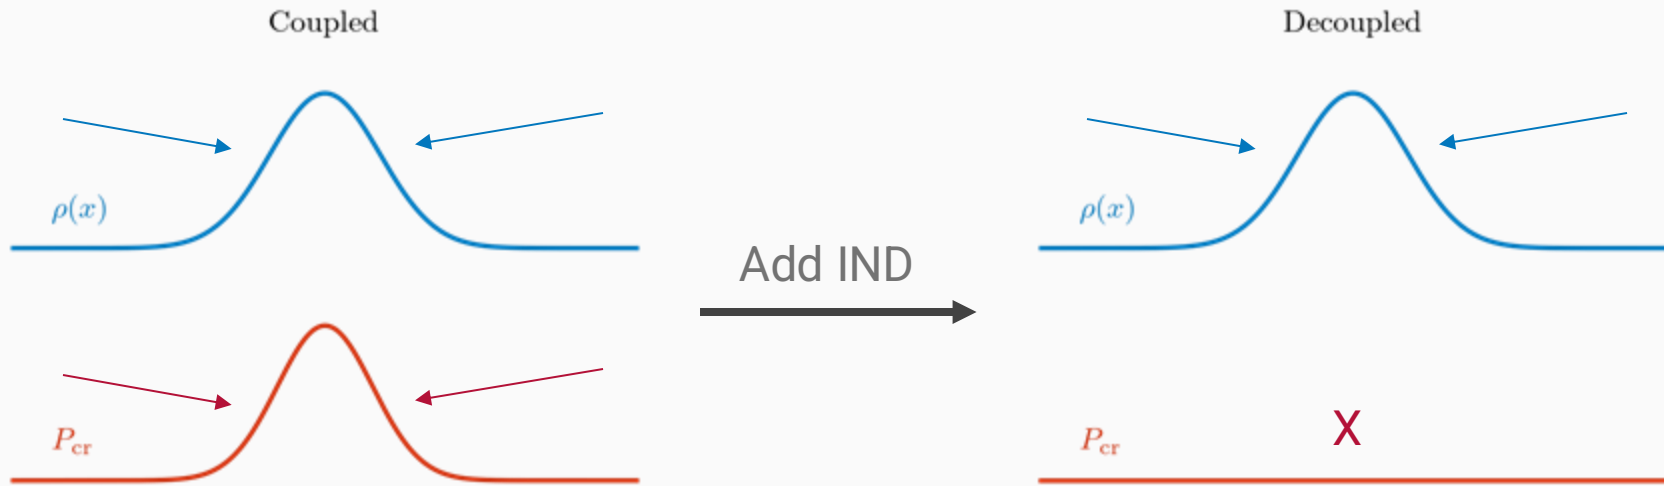 Coupled
Decoupled
ρ(x)
ρ(x)
Add IND
P_cr
P_cr
X